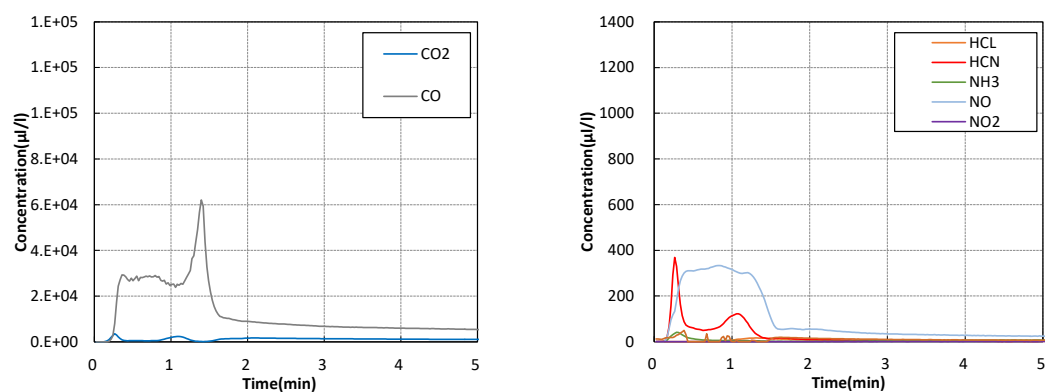 1.E+05
1.E+05
1.E+05
8.E+04
6.E+04
4.E+04
2.E+04
0.E+00
0
1
2
3
4
5
Concentration(µl/l)
Time(min)
CO2
CO
1400
1200
1000
800
600
400
200
0
0
1
2
3
4
5
Concentration(µl/l)
Time(min)
HCL
HCN
NH3
NO
NO2